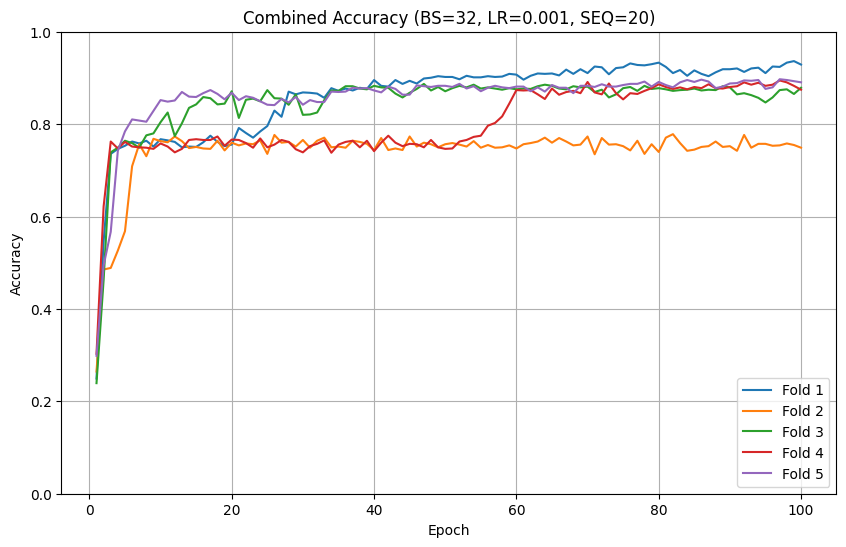 Combined Accuracy (BS=32, LR=0.001, SEQ=20)
1.0
0.8
0.6
0.4
0.2
0.0
Accuracy
0 20 40 60 80 100
Epoch
Fold 1
Fold 2
Fold 3
Fold 4
Fold 5